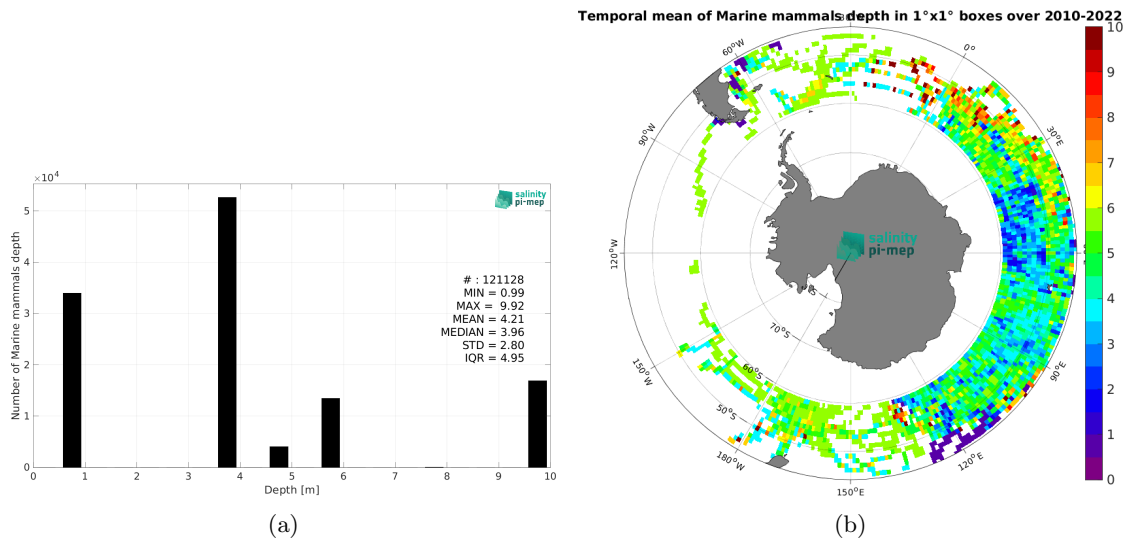 Temporal mean of Marine mammals depth in 1°x1° boxes over 2010-2022
×10⁴
5
4
3
2
1
0
Number of Marine mammals depth
0 1 2 3 4 5 6 7 8 9 10
Depth [m]
salinity
pi-mep
# : 121128
MIN = 0.99
MAX = 9.92
MEAN = 4.21
MEDIAN = 3.96
STD = 2.80
IQR = 4.95
(a)
60°W
0°
30°E
90°W
120°W
150°W
180°W
150°E
120°E
90°E
70°S
60°S
50°S
salinity
pi-mep
10
9
8
7
6
5
4
3
2
1
0
(b)